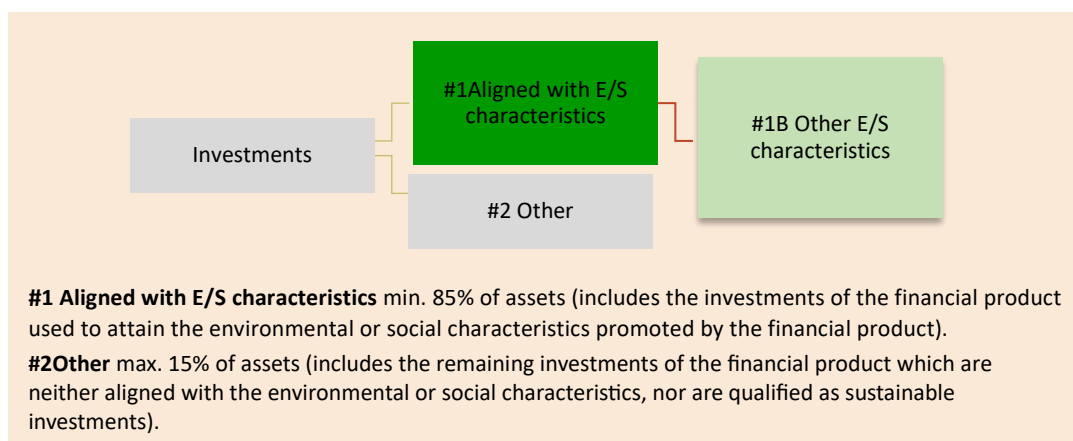 #1Aligned with E/S
characteristics
#1B Other E/S
characteristics
Investments
#2 Other
#1 Aligned with E/S characteristics min. 85% of assets (includes the investments of the financial product
used to attain the environmental or social characteristics promoted by the financial product).
#2Other max. 15% of assets (includes the remaining investments of the financial product which are
neither aligned with the environmental or social characteristics, nor are qualified as sustainable
investments).